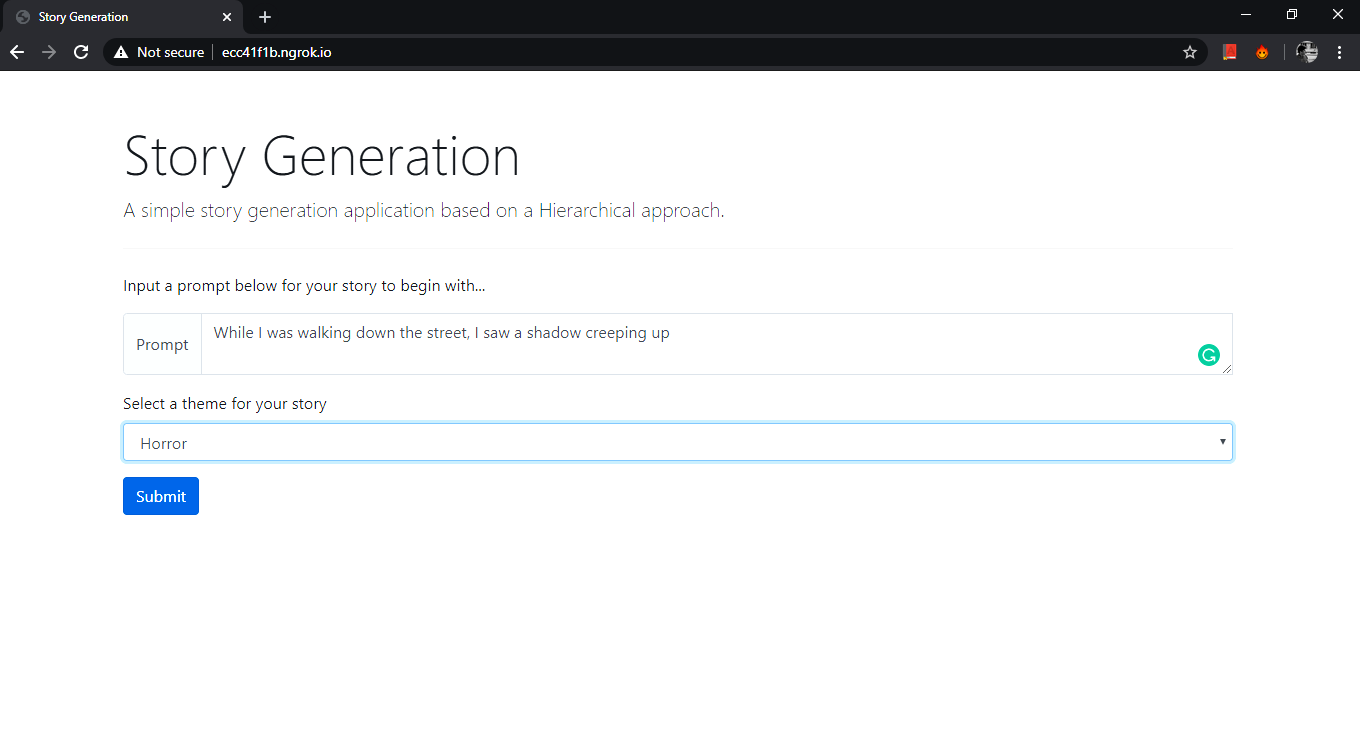 Story Generation
Not secure ecc41f1b.ngrok.io
Story Generation
A simple story generation application based on a Hierarchical approach.
Input a prompt below for your story to begin with...
Prompt While I was walking down the street, I saw a shadow creeping up
Select a theme for your story
Horror
Submit